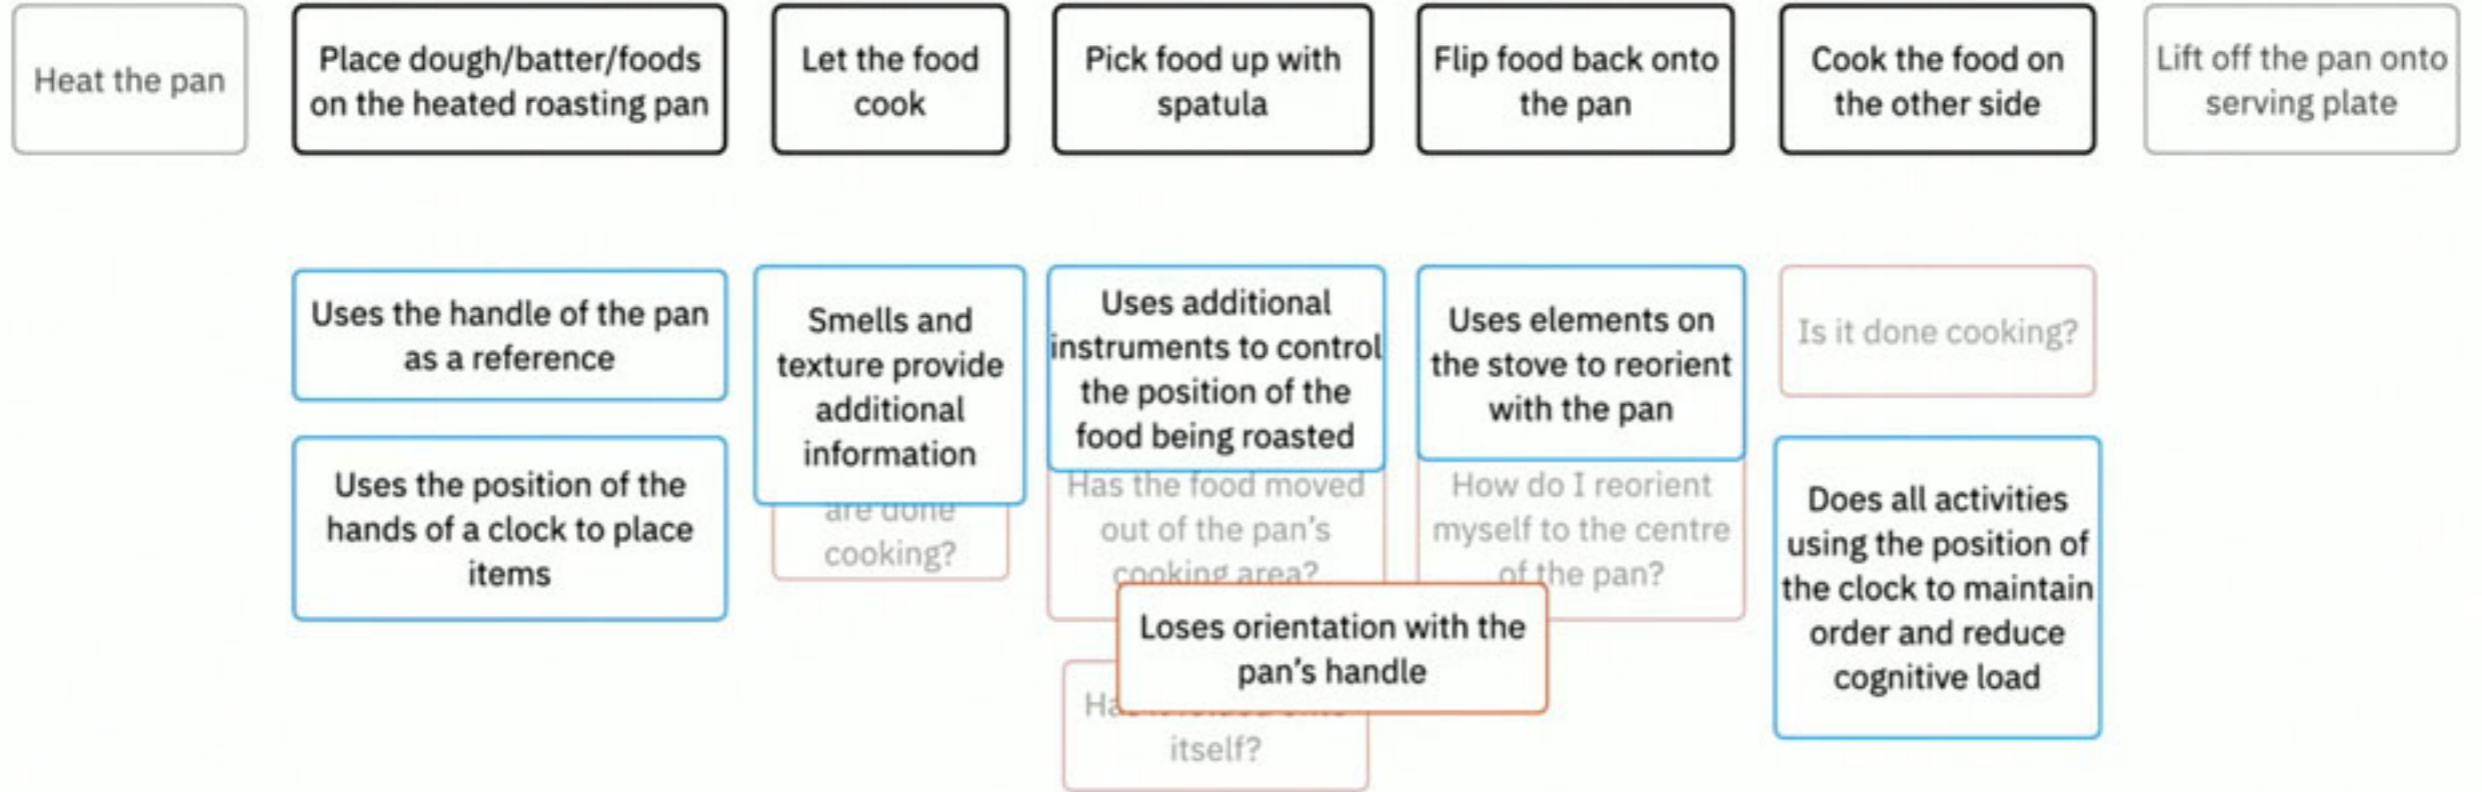 Heat the pan
Place dough/batter/foods
on the heated roasting pan
Let the food
cook
Pick food up with
spatula
Flip food back onto
the pan
Cook the food on
the other side
Lift off the pan onto
serving plate
Uses the handle of the pan
as a reference
Uses the position of the
hands of a clock to place
items
Smells and
texture provide
additional
information
are done
cooking?
Uses additional
instruments to control
the position of the
food being roasted
Has the food moved
out of the pan's
cooking area?
Loses orientation with the
pan's handle
itself?
Uses elements on
the stove to reorient
with the pan
How do I reorient
myself to the centre
of the pan?
Is it done cooking?
Does all activities
using the position of
the clock to maintain
order and reduce
cognitive load